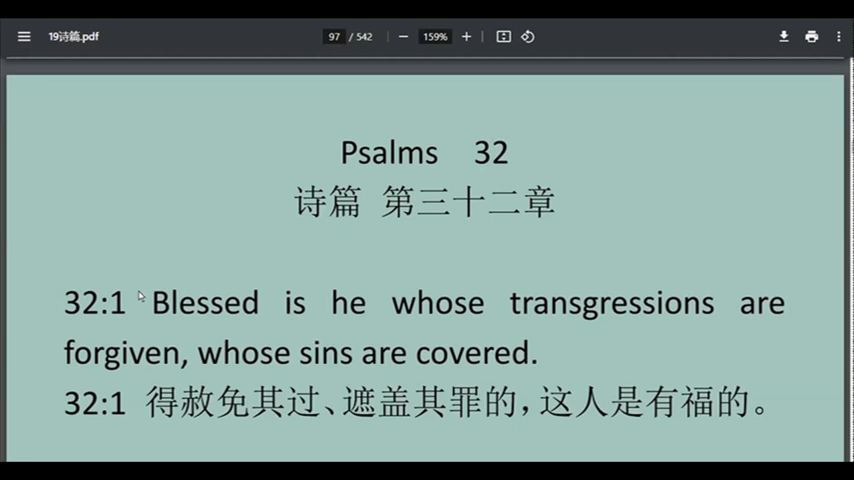 19诗篇.pdf
97 / 542
159%
Psalms 32
诗篇 第三十二章
32:1 Blessed is he whose transgressions are
forgiven, whose sins are covered.
32:1 得赦免其过、遮盖其罪的，这人是有福的。